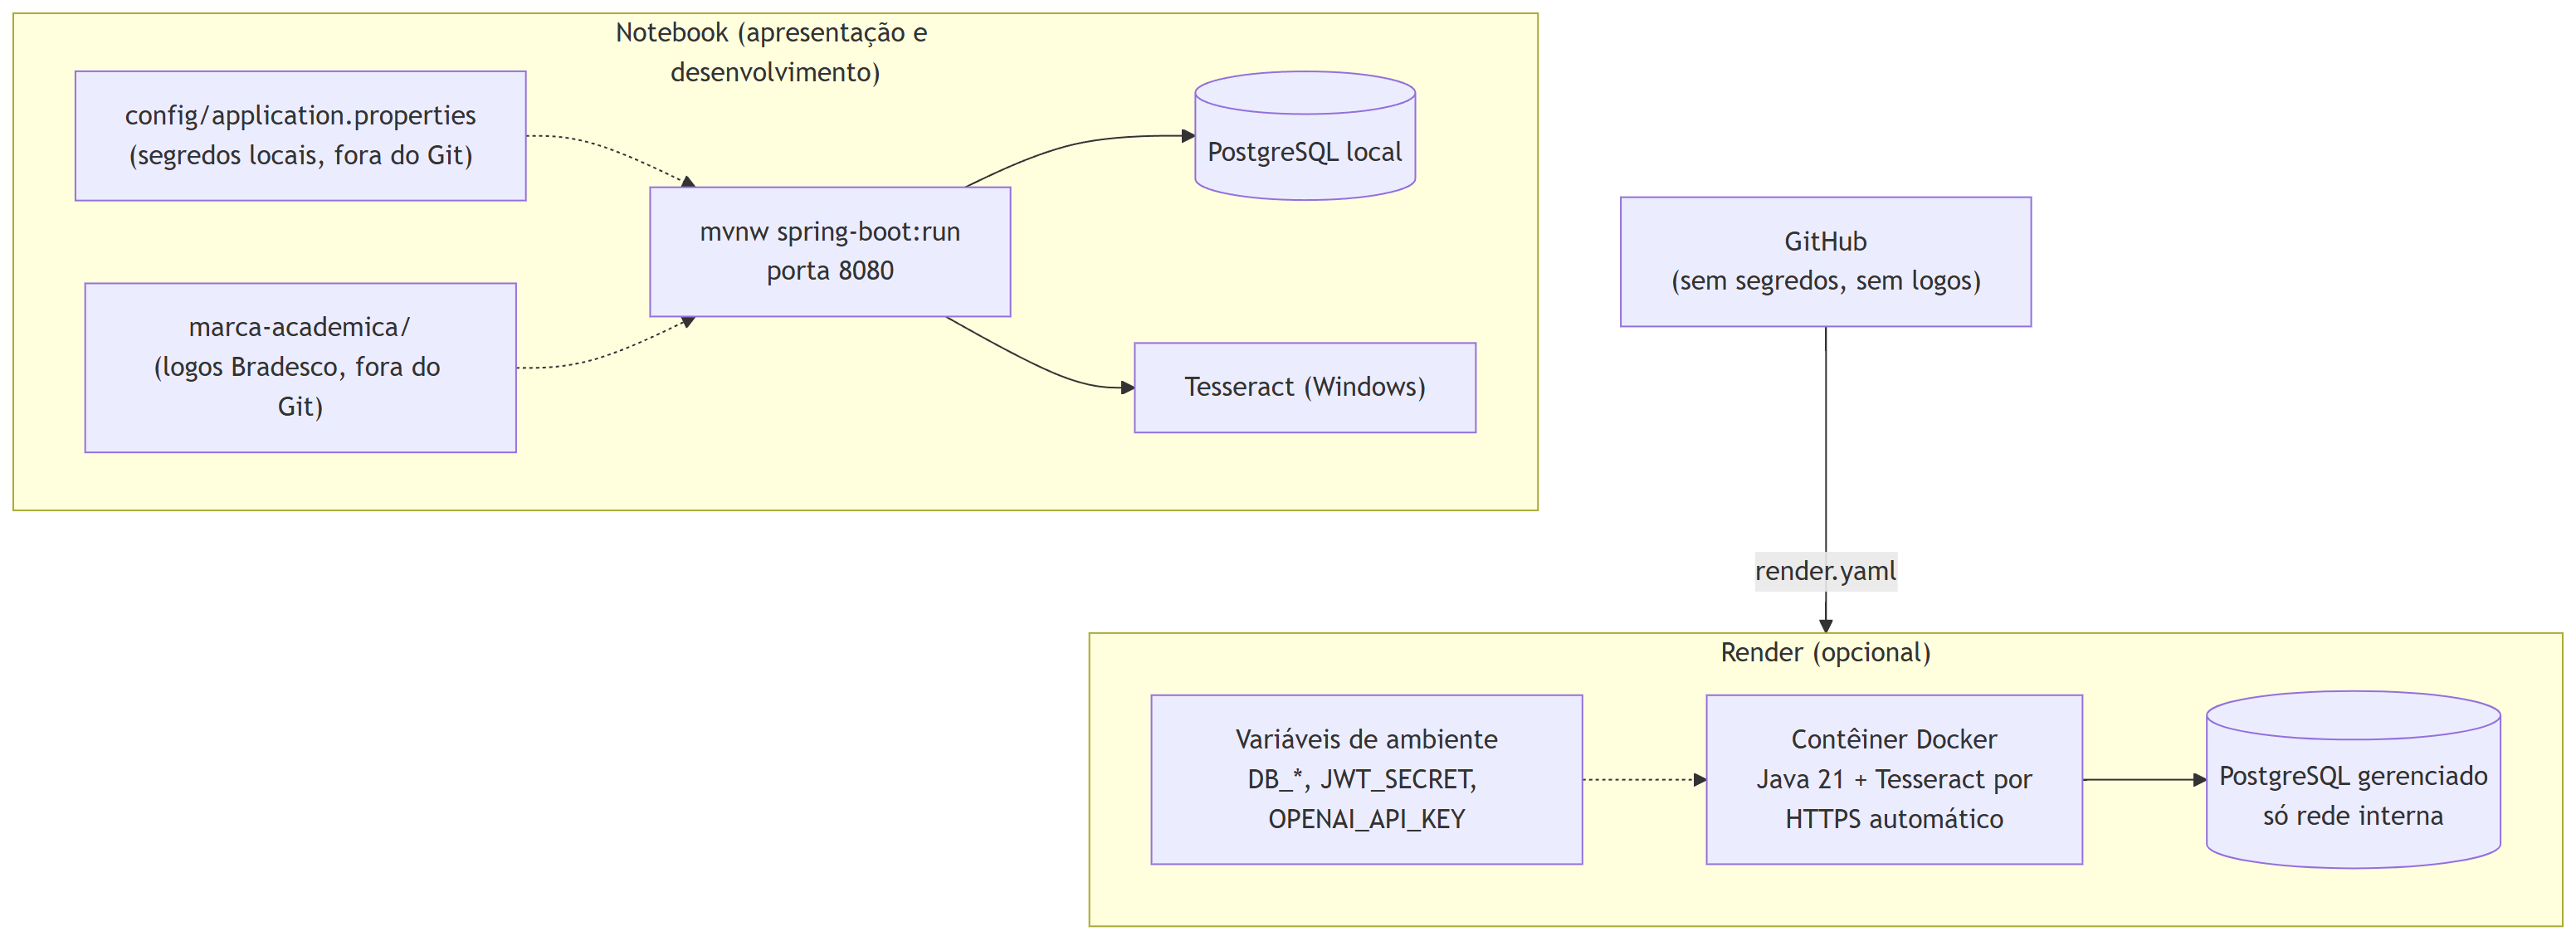 Notebook (apresentação e
desenvolvimento)
config/application.properties
(segredos locais, fora do Git)
marca-academica/
(logos Bradesco, fora do
Git)
mvnw spring-boot:run
porta 8080
PostgreSQL local
Tesseract (Windows)
GitHub
(sem segredos, sem logos)
render.yaml
Render (opcional)
Variáveis de ambiente
DB_*, JWT_SECRET,
OPENAI_API_KEY
Contêiner Docker
Java 21 + Tesseract por
HTTPS automático
PostgreSQL gerenciado
só rede interna